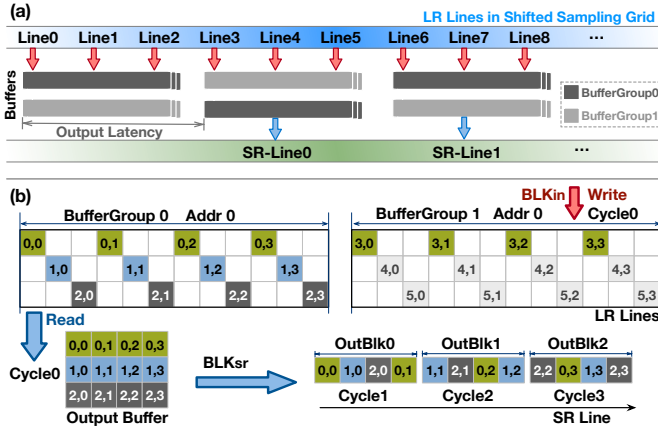 (a)
LR Lines in Shifted Sampling Grid
Line0 Line1 Line2 Line3 Line4 Line5 Line6 Line7 Line8 ...
Buffers
BufferGroup0
BufferGroup1
Output Latency
SR-Line0 SR-Line1 ...
(b)
BLKin Write
BufferGroup 0 Addr 0 BufferGroup 1 Addr 0 Cycle0
0,0 0,1 0,2 0,3 3,0 3,1 3,2 3,3
1,0 1,1 1,2 1,3 4,0 4,1 4,2 4,3
2,0 2,1 2,2 2,3 5,0 5,1 5,2 5,3
LR Lines
Read
Cycle0
0,0 0,1 0,2 0,3
1,0 1,1 1,2 1,3
2,0 2,1 2,2 2,3
Output Buffer
BLKsr
OutBlk0 OutBlk1 OutBlk2
0,0 1,0 2,0 0,1 1,1 2,1 0,2 1,2 2,2 0,3 1,3 2,3
Cycle1 Cycle2 Cycle3
SR Line